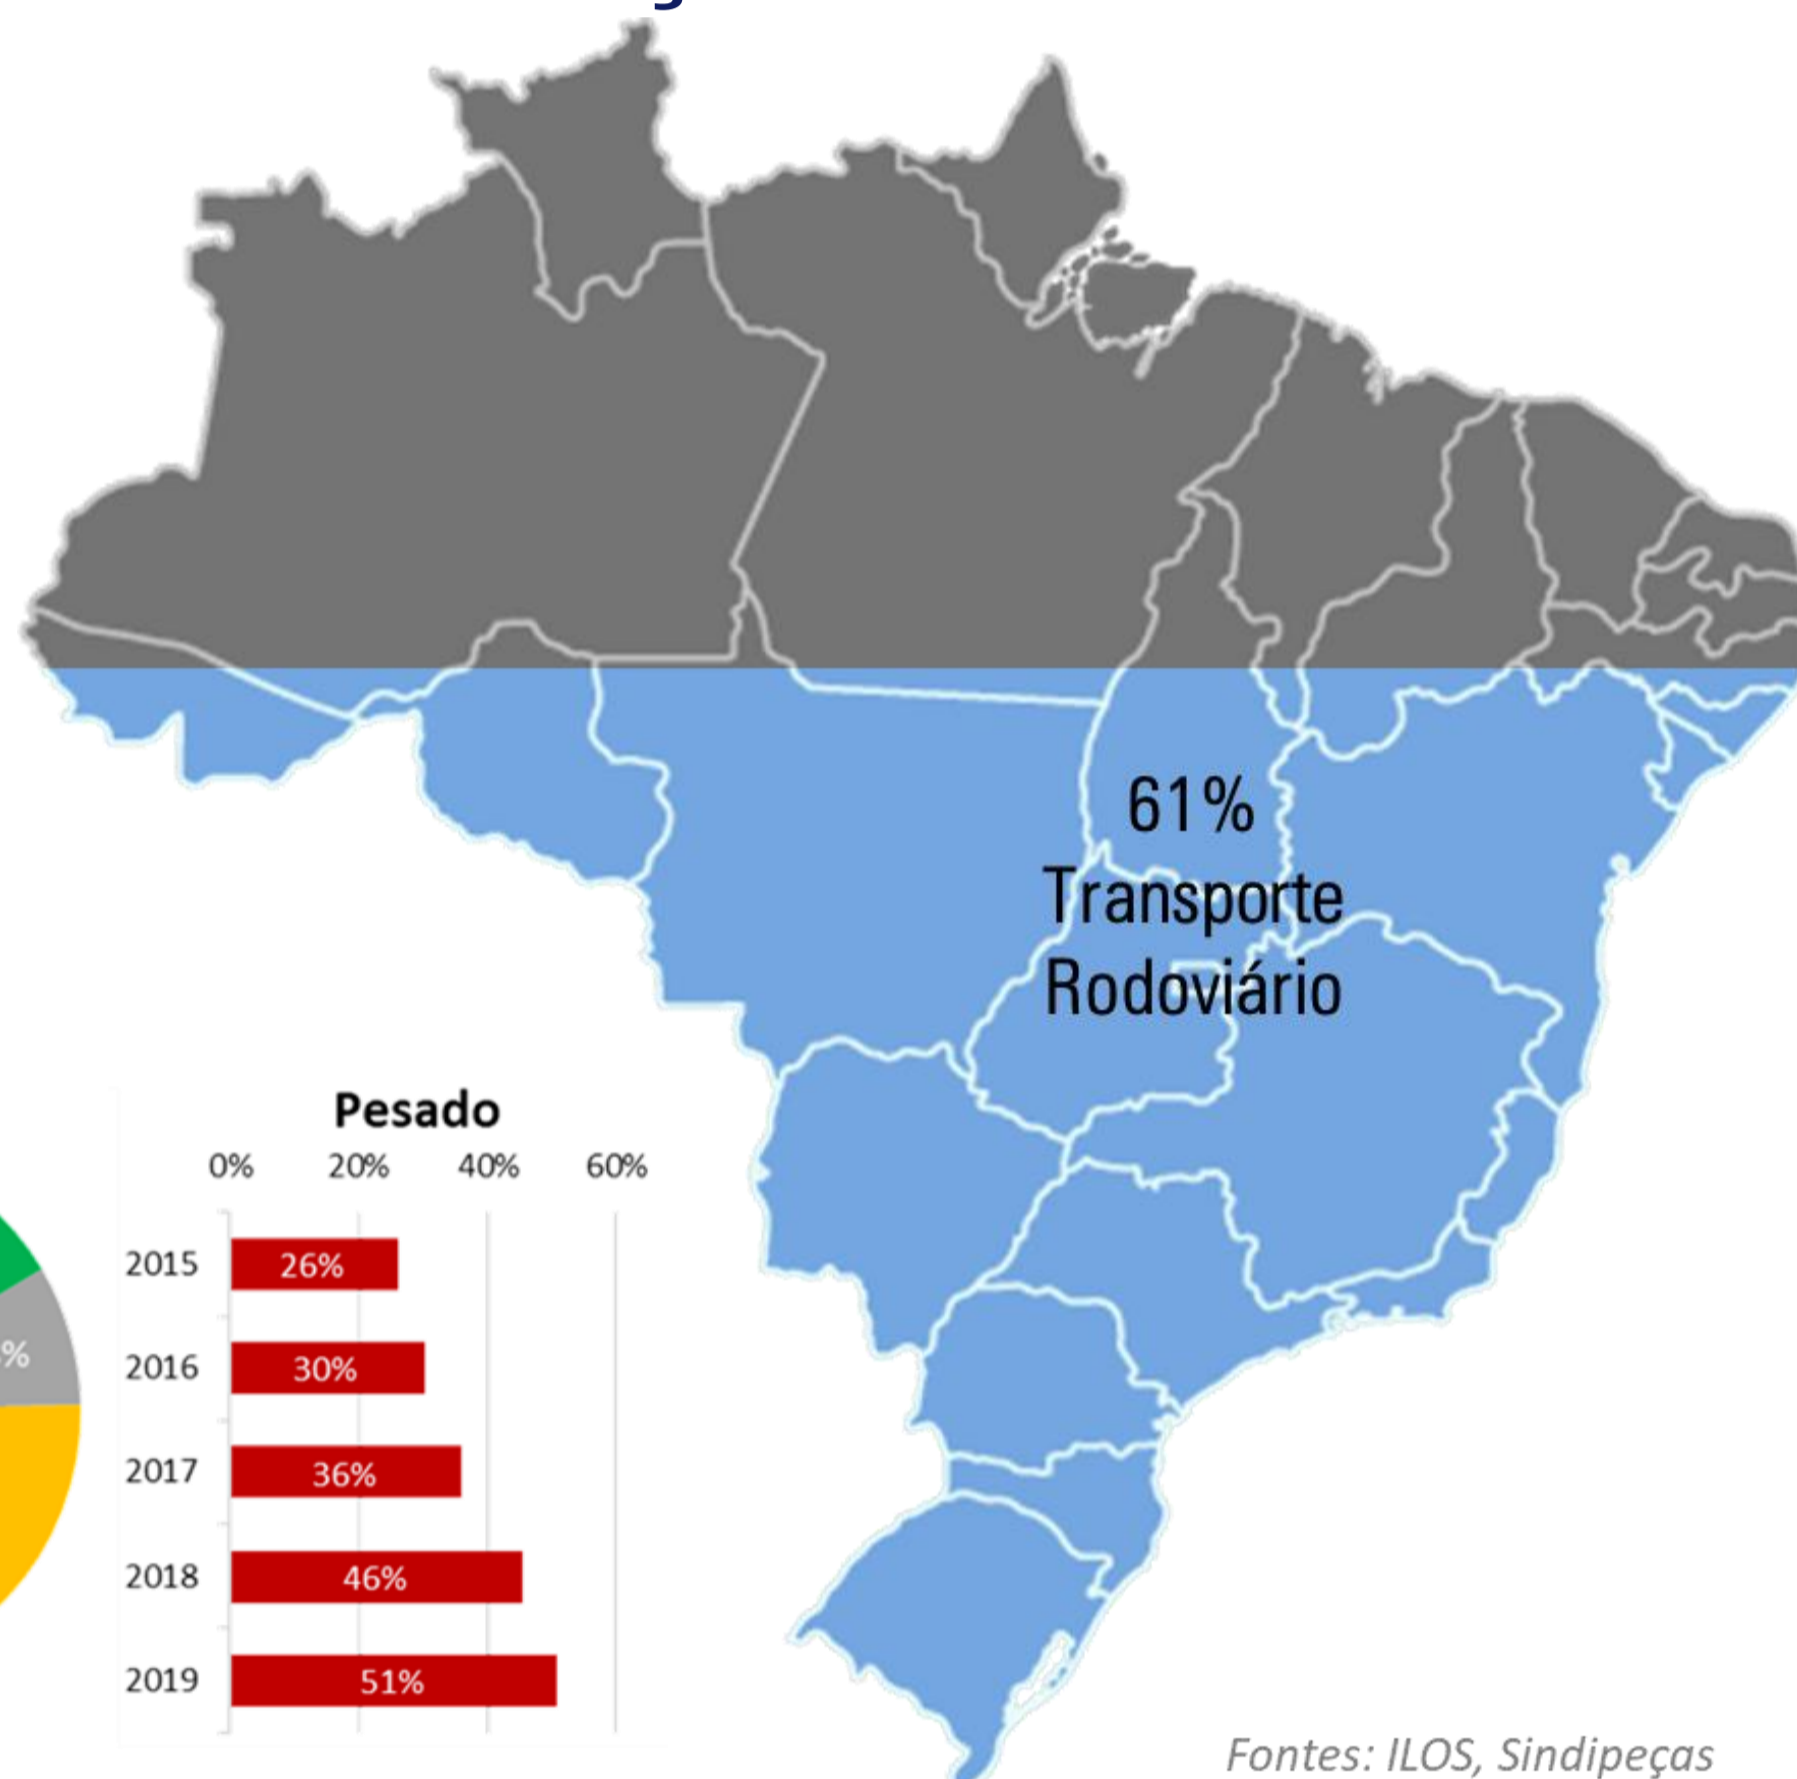 61%
Transporte
Rodoviário
Pesado
0% 20% 40% 60%
2015 26%
2016 30%
2017 36%
2018 46%
2019 51%
%
Fontes: ILOS, Sindipeças